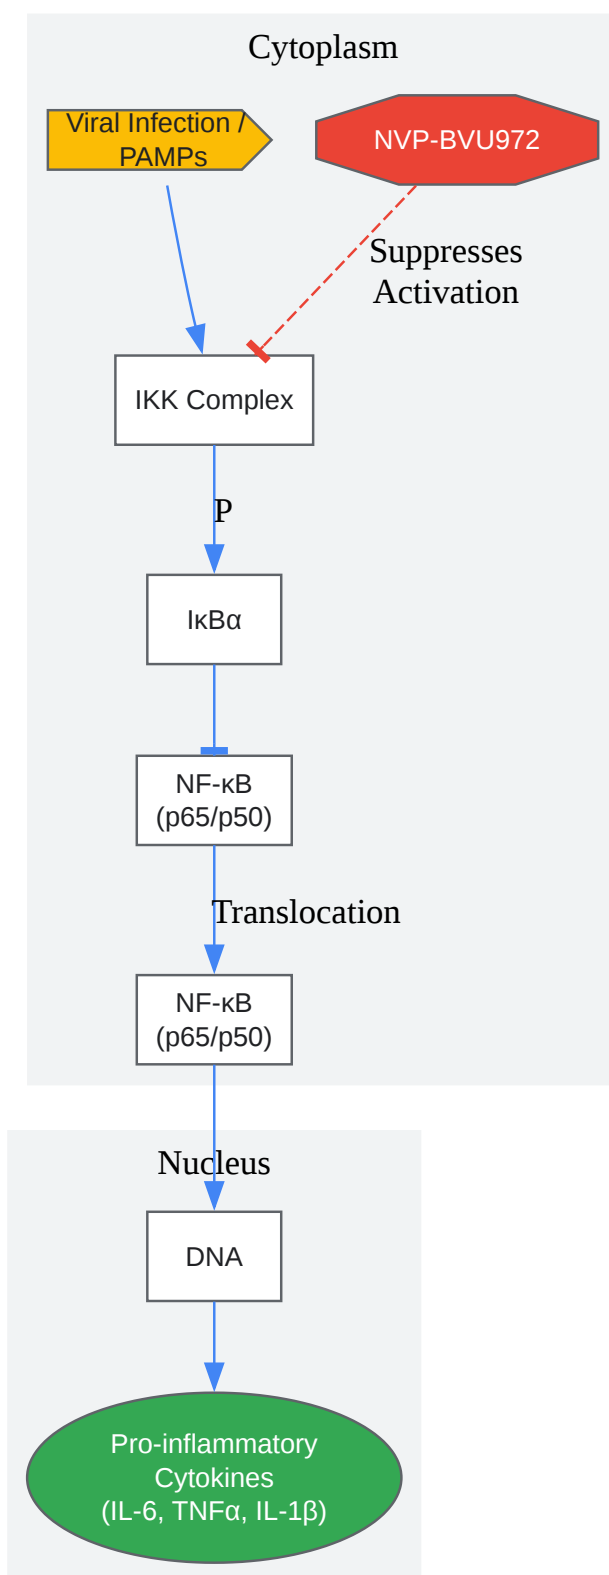 Cytoplasm
Viral Infection /
PAMPs
NVP-BVU972
Suppresses
Activation
IKK Complex
P
IκBα
NF-κB
(p65/p50)
Translocation
NF-κB
(p65/p50)
Nucleus
DNA
Pro-inflammatory
Cytokines
(IL-6, TNFα, IL-1β)